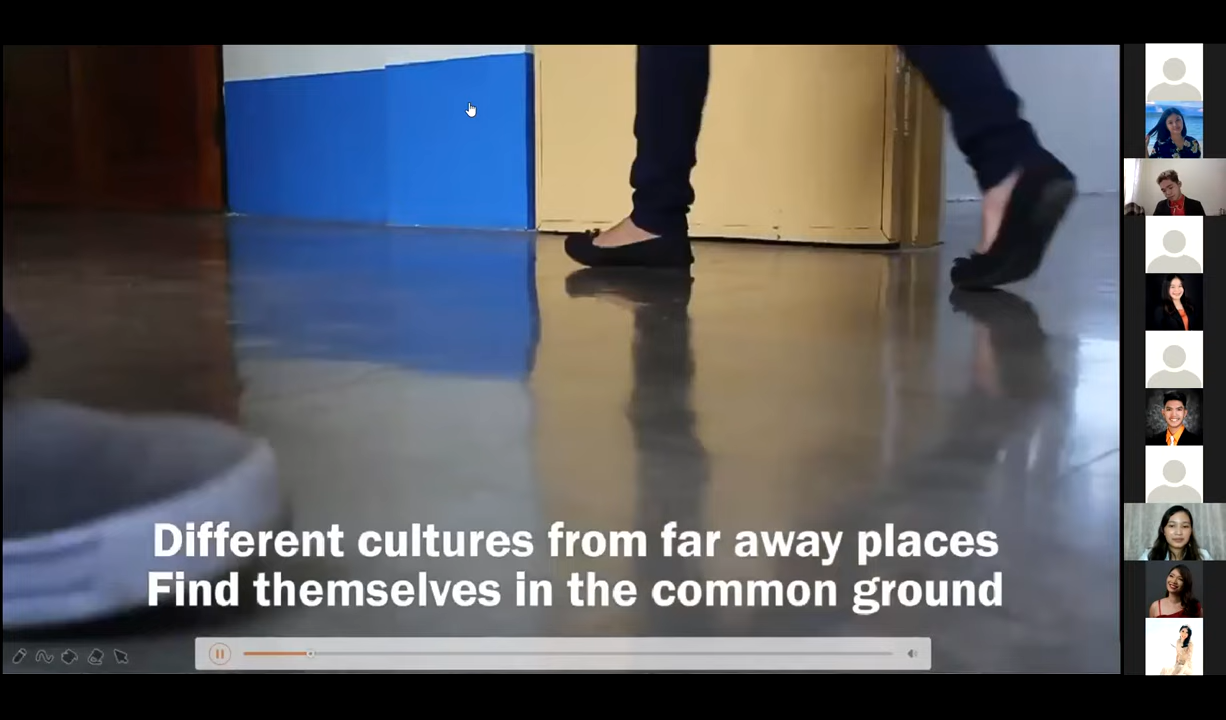 Different cultures from far away places
Find themselves in the common ground